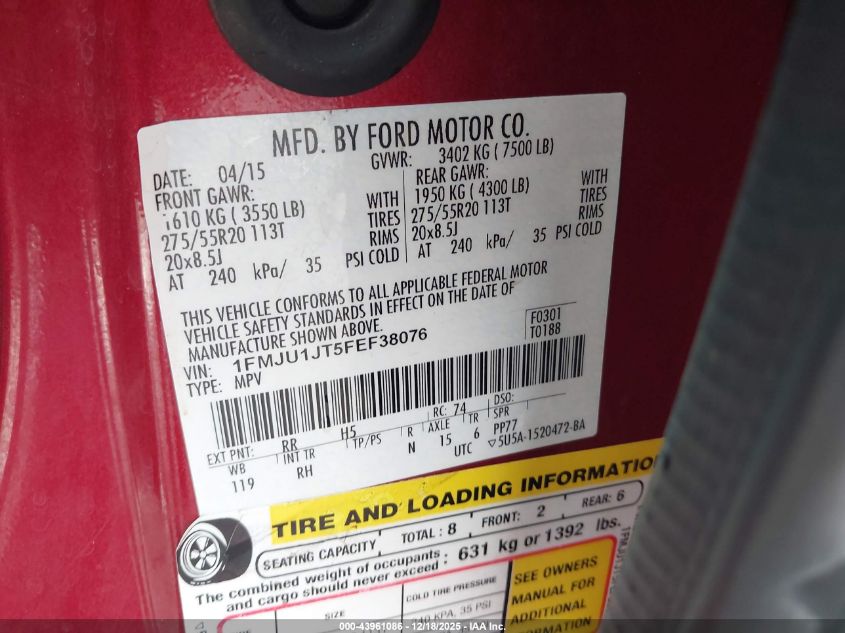 MFD. BY FORD MOTOR CO.
DATE: 04/15 GVWR: 3402 KG ( 7500 LB)
FRONT GAWR: WITH REAR GAWR: WITH
1610 KG ( 3550 LB) TIRES 1950 KG ( 4300 LB) TIRES
275/55R20 113T RIMS 275/55R20 113T RIMS
20x8.5J 20x8.5J
AT 240 kPa/ 35 PSI COLD AT 240 kPa/ 35 PSI COLD
THIS VEHICLE CONFORMS TO ALL APPLICABLE FEDERAL MOTOR
VEHICLE SAFETY STANDARDS IN EFFECT ON THE DATE OF
MANUFACTURE SHOWN ABOVE.
F0301
T0188
VIN: 1FMJU1JT5FEF38076
TYPE: MPV
EXT PNT: RR H5 RC: 74 DSO:
WB INT TR TP/PS R AXLE TR SPR
119 RH N 15 6 PP77
UTC ▽5U5A-1520472-BA
TIRE AND LOADING INFORMATIO
SEATING CAPACITY TOTAL : 8 FRONT: 2 REAR: 6
The combined weight of occupants and cargo should never exceed : 631 kg or 1392 lbs.
SIZE COLD TIRE PRESSURE SEE OWNERS
240 KPA, 35 PSI MANUAL FOR
ADDITIONAL
INFORMATION
000-43961086 - 12/18/2025 - IAA Inc.